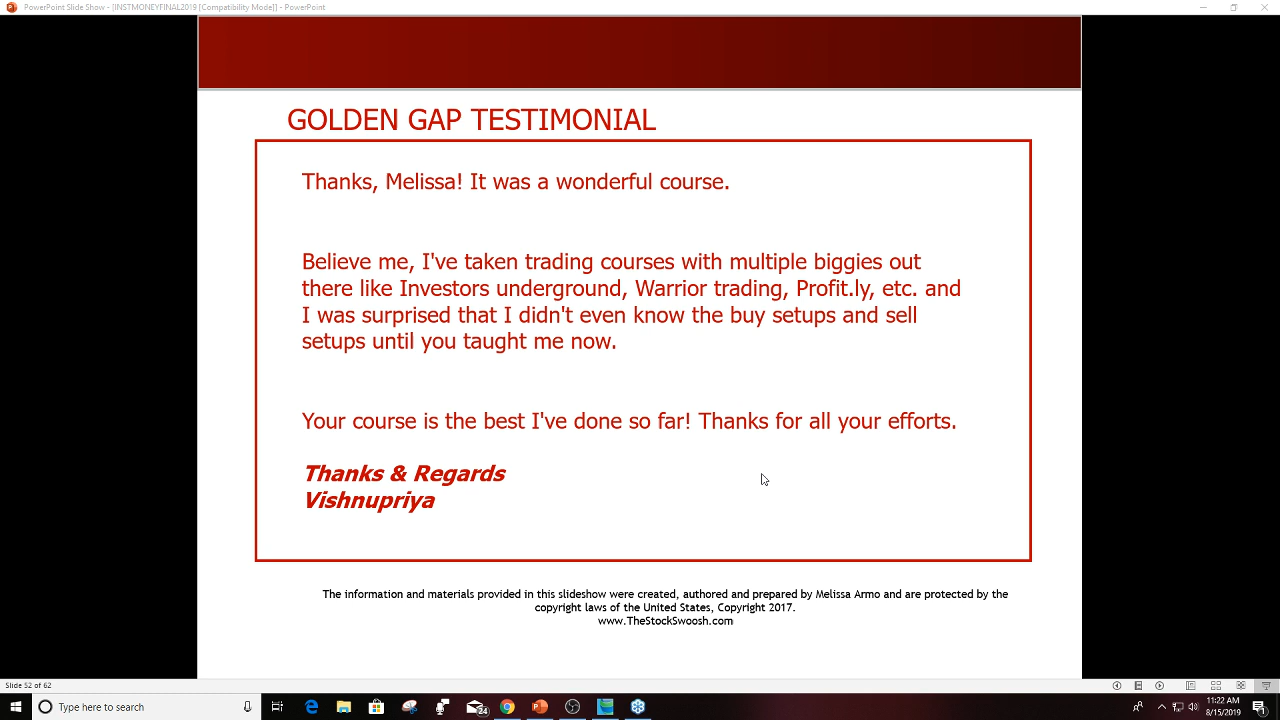 PowerPoint Slide Show - [INSTMONEYFINAL2019 [Compatibility Mode]] - PowerPoint
GOLDEN GAP TESTIMONIAL
Thanks, Melissa! It was a wonderful course.
Believe me, I've taken trading courses with multiple biggies out
there like Investors underground, Warrior trading, Profit.ly, etc. and
I was surprised that I didn't even know the buy setups and sell
setups until you taught me now.
Your course is the best I've done so far! Thanks for all your efforts.
Thanks & Regards
Vishnupriya
The information and materials provided in this slideshow were created, authored and prepared by Melissa Armo and are protected by the
copyright laws of the United States, Copyright 2017.
www.TheStockSwoosh.com
Slide 52 of 62
Type here to search
24
11:22 AM
8/15/2019
1